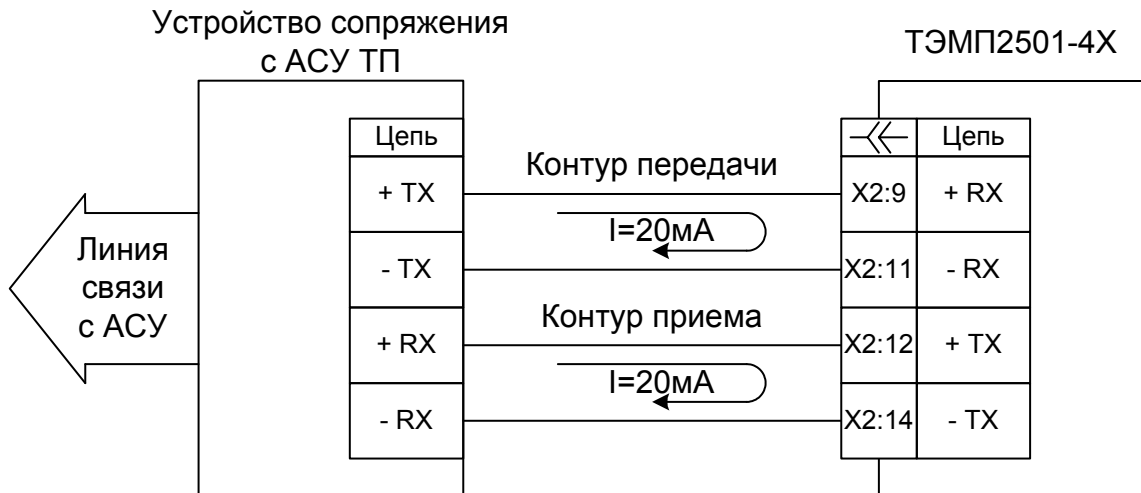 Устройство сопряжения
с АСУ ТП
ТЭМП2501-4Х
Цепь
Цепь
Контур передачи
+ TX
X2:9
+ RX
I=20мА
- TX
X2:11
- RX
Линия
связи
с АСУ
Контур приема
+ RX
X2:12
+ TX
I=20мА
- RX
X2:14
- TX